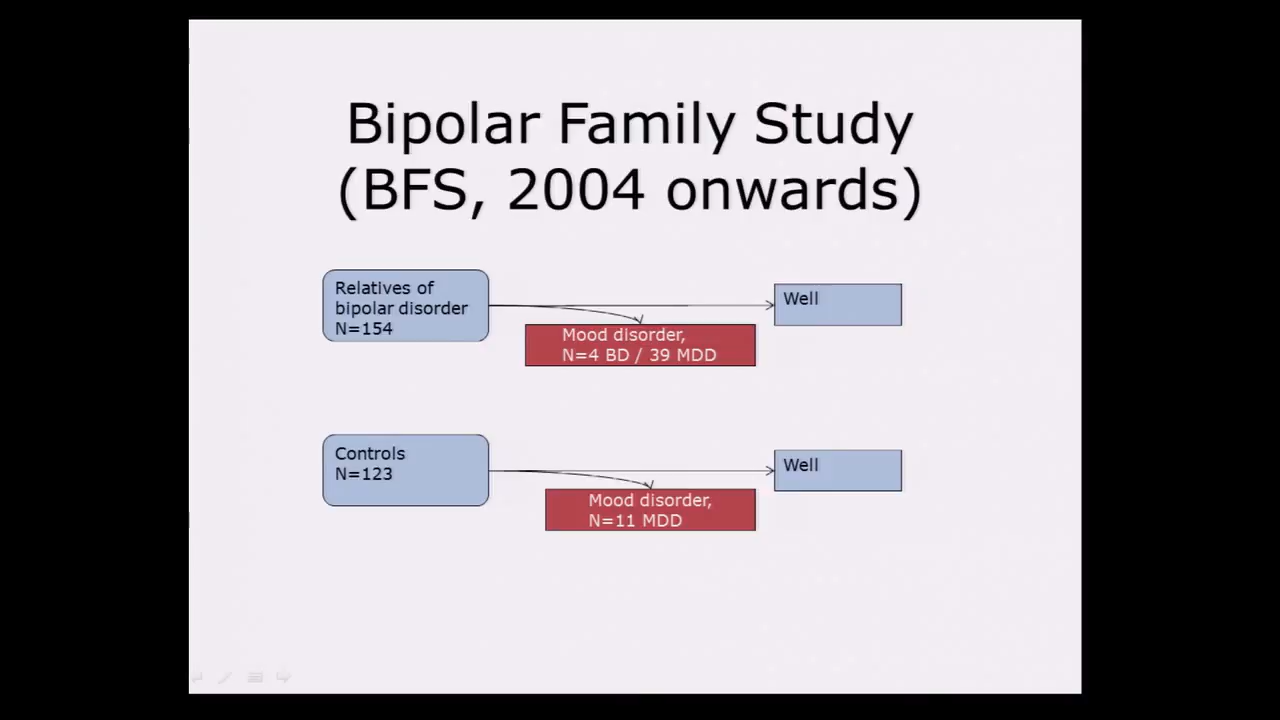 Bipolar Family Study
(BFS, 2004 onwards)
Relatives of
bipolar disorder
N=154
Well
Mood disorder,
N=4 BD / 39 MDD
Controls
N=123
Well
Mood disorder,
N=11 MDD